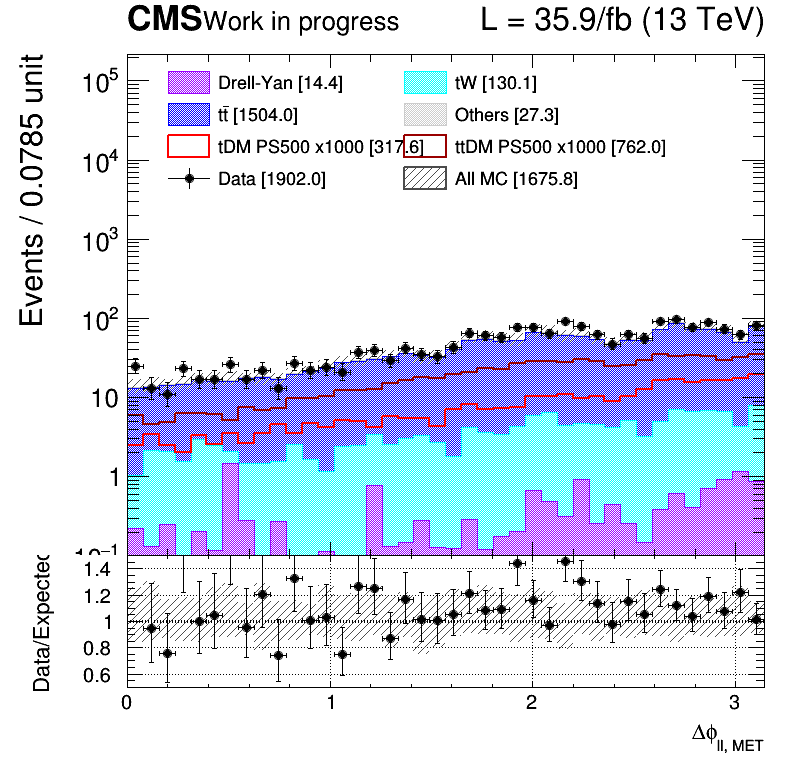 CMS Work in progress L = 35.9/fb (13 TeV)
Events / 0.0785 unit
10⁵
10⁴
10³
10²
10
1
10⁻¹
Drell-Yan [14.4] tW [130.1]
tt̄ [1504.0] Others [27.3]
tDM PS500 x1000 [317.6] ttDM PS500 x1000 [762.0]
Data [1902.0] All MC [1675.8]
Data/Expected
1.4
1.2
1
0.8
0.6
0 1 2 3
Δϕll, MET